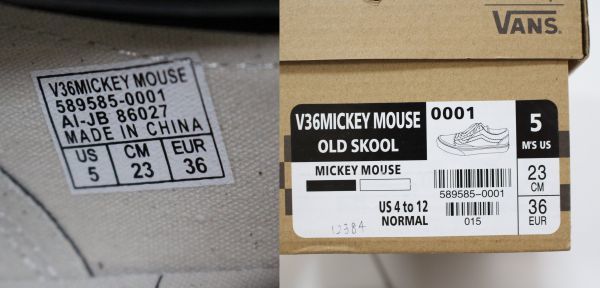 V36MICKEY MOUSE
589585-0001
AI-JB 86027
MADE IN CHINA
US CM EUR
5 23 36
VANS
V36MICKEY MOUSE
OLD SKOOL
MICKEY MOUSE
US 4 to 12
NORMAL
12384
0001
589585-0001
015
5
M'S US
23
CM
36
EUR